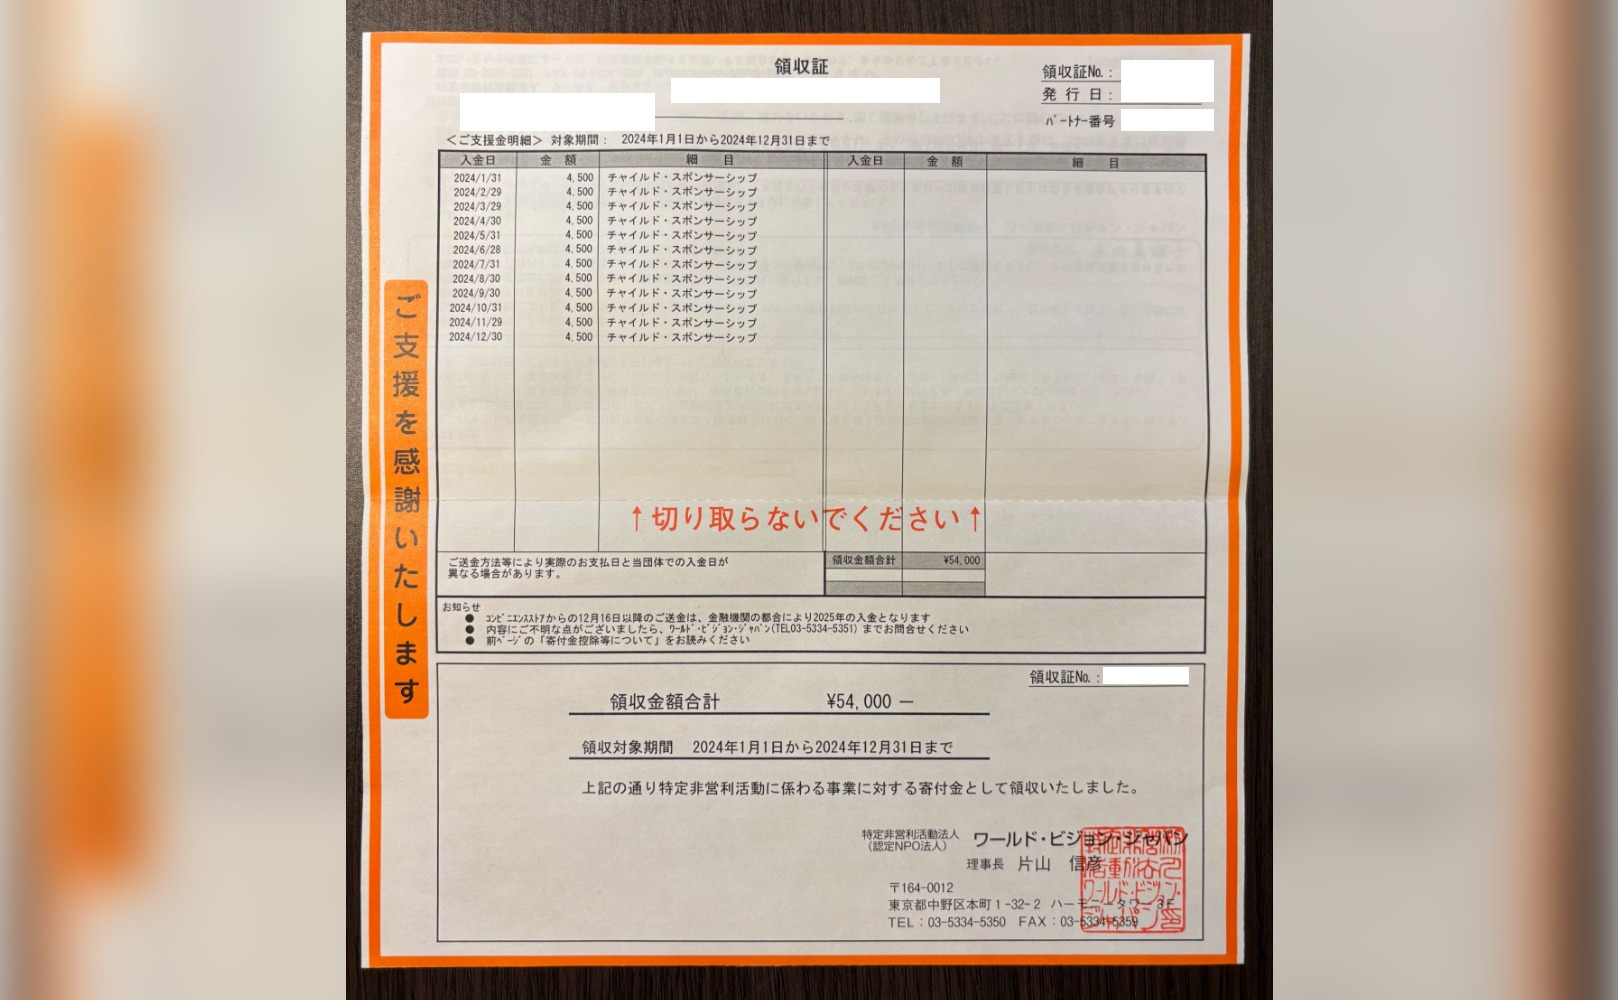 領収証
領収証No. :
発 行 日 :
パートナー番号
＜ご支援金明細＞ 対象期間 : 2024年1月1日から2024年12月31日まで
入金日 金 額 細 目 入金日 金 額 細 目
2024/1/31 4,500 チャイルド・スポンサーシップ
2024/2/29 4,500 チャイルド・スポンサーシップ
2024/3/29 4,500 チャイルド・スポンサーシップ
2024/4/30 4,500 チャイルド・スポンサーシップ
2024/5/31 4,500 チャイルド・スポンサーシップ
2024/6/28 4,500 チャイルド・スポンサーシップ
2024/7/31 4,500 チャイルド・スポンサーシップ
2024/8/30 4,500 チャイルド・スポンサーシップ
2024/9/30 4,500 チャイルド・スポンサーシップ
2024/10/31 4,500 チャイルド・スポンサーシップ
2024/11/29 4,500 チャイルド・スポンサーシップ
2024/12/30 4,500 チャイルド・スポンサーシップ
ご支援を感謝いたします
↑切り取らないでください↑
ご送金方法等により実際のお支払日と当団体での入金日が
異なる場合があります。
領収金額合計 ¥54,000
お知らせ
● コンビニエンスストアからの12月16日以降のご送金は、金融機関の都合により2025年の入金となります
● 内容にご不明な点がございましたら、ワールド・ビジョン・ジャパン(TEL03-5334-5351) までお問合せください
● 前ページの「寄付金控除等について」をお読みください
領収証No. :
領収金額合計 ¥54,000 －
領収対象期間 2024年1月1日から2024年12月31日まで
上記の通り特定非営利活動に係わる事業に対する寄付金として領収いたしました。
特定非営利活動法人
（認定NPO法人）
ワールド・ビジョン・ジャパン
理事長 片山 信彦
〒164-0012
東京都中野区本町1-32-2 ハーモニータワー3F
TEL : 03-5334-5350 FAX : 03-5334-5359